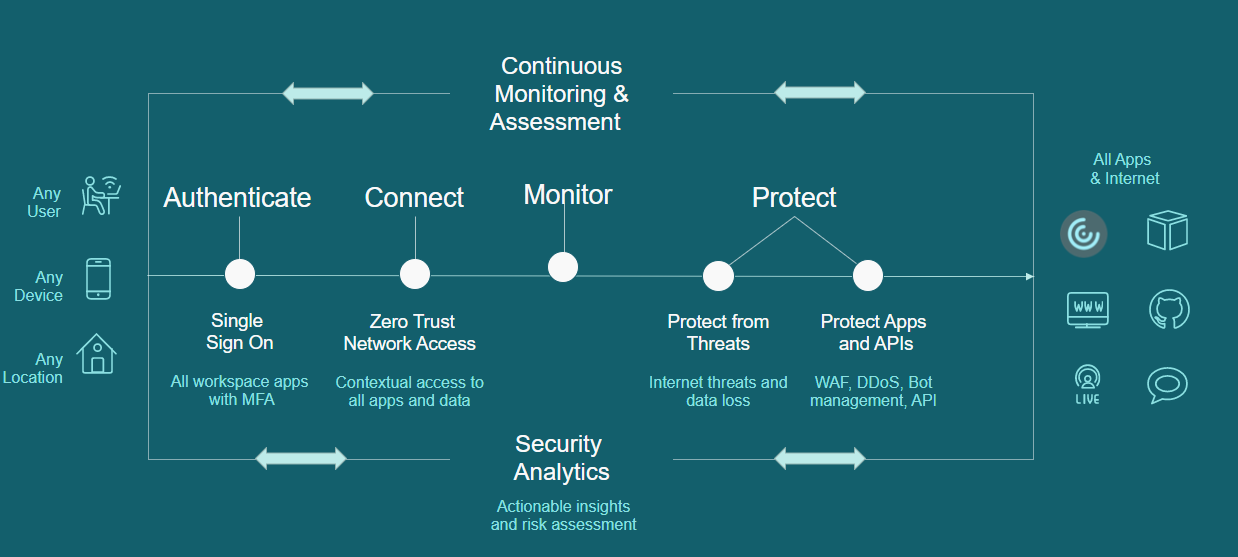 Continuous
Monitoring &
Assessment
Any
User
Any
Device
Any
Location
Authenticate
Connect
Monitor
Protect
Single
Sign On
All workspace apps
with MFA
Zero Trust
Network Access
Contextual access to
all apps and data
Protect from
Threats
Internet threats and
data loss
Protect Apps
and APIs
WAF, DDoS, Bot
management, API
Security
Analytics
Actionable insights
and risk assessment
All Apps
& Internet
WWW
LIVE